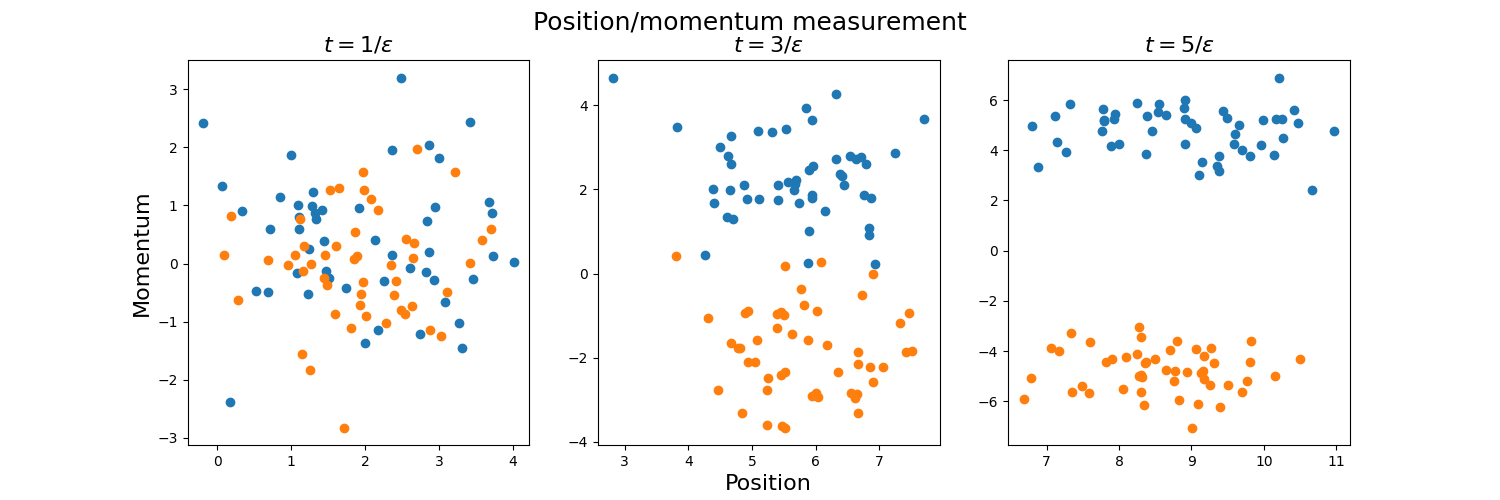 Position/momentum measurement
t = 1/ε
t = 3/ε
t = 5/ε
Momentum
3
2
1
0
−1
−2
−3
0 1 2 3 4
4
2
0
−2
−4
3 4 5 6 7
6
4
2
0
−2
−4
−6
7 8 9 10 11
Position